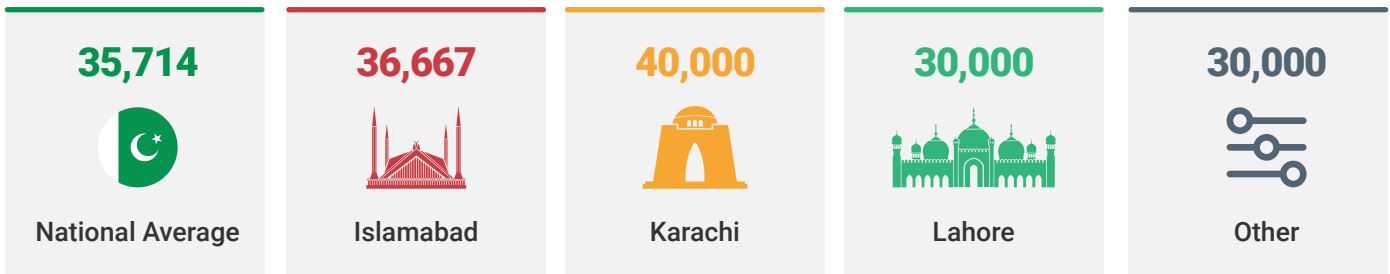 35,714
National Average
36,667
Islamabad
40,000
Karachi
30,000
Lahore
30,000
Other